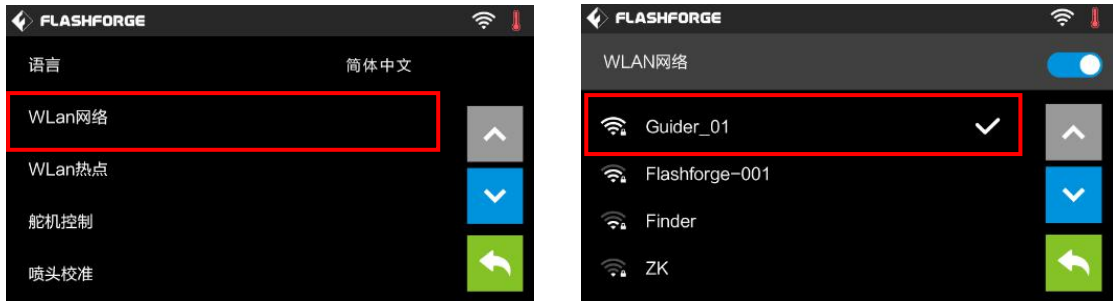 FLASHFORGE
语言 简体中文
WLan网络
WLan热点
舵机控制
喷头校准
FLASHFORGE
WLAN网络
Guider_01
Flashforge-001
Finder
ZK